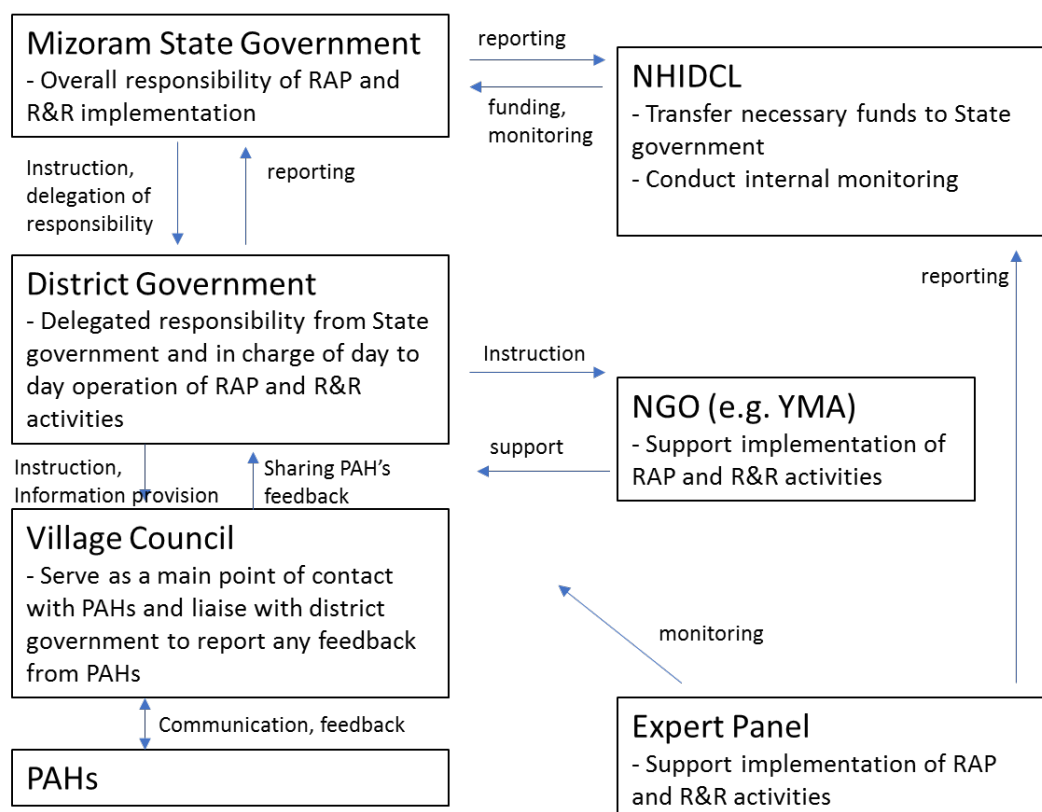 Mizoram State Government
- Overall responsibility of RAP and
R&R implementation
reporting
funding,
monitoring
NHIDCL
- Transfer necessary funds to State
government
- Conduct internal monitoring
Instruction,
delegation of
responsibility
reporting
District Government
- Delegated responsibility from State
government and in charge of day to
day operation of RAP and R&R
activities
reporting
Instruction
NGO (e.g. YMA)
- Support implementation of
RAP and R&R activities
support
Instruction,
Information provision
Sharing PAH’s
feedback
Village Council
- Serve as a main point of contact
with PAHs and liaise with district
government to report any feedback
from PAHs
monitoring
Communication, feedback
PAHs
Expert Panel
- Support implementation of RAP
and R&R activities